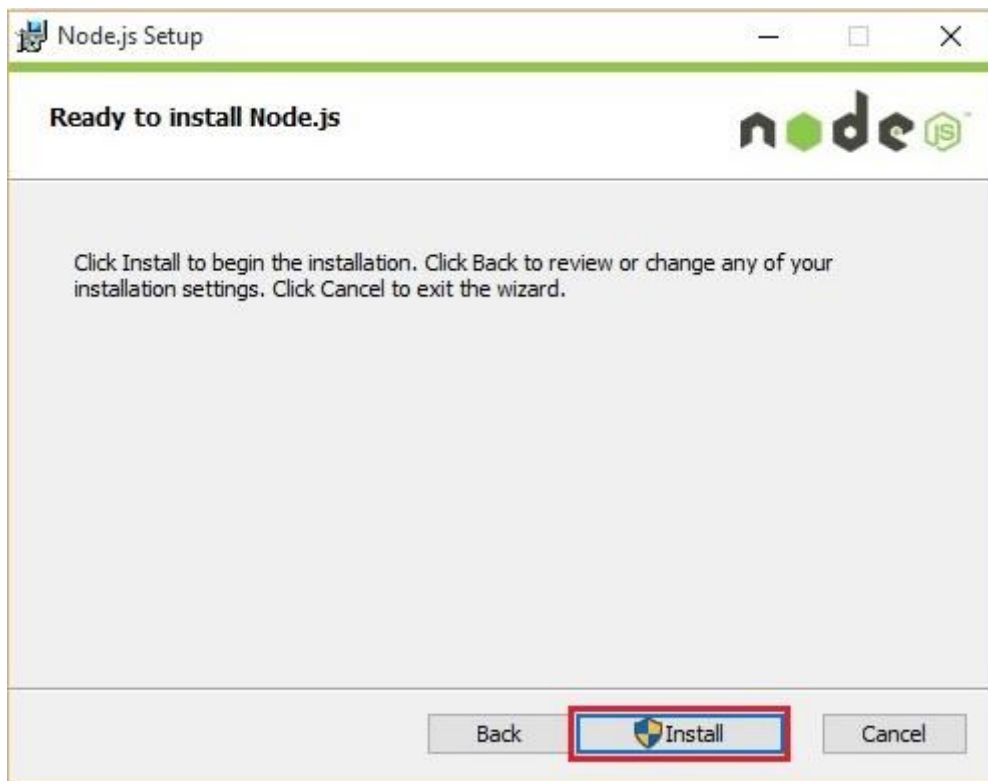 Node.js Setup
Ready to install Node.js
node JS
Click Install to begin the installation. Click Back to review or change any of your
installation settings. Click Cancel to exit the wizard.
Back Install Cancel